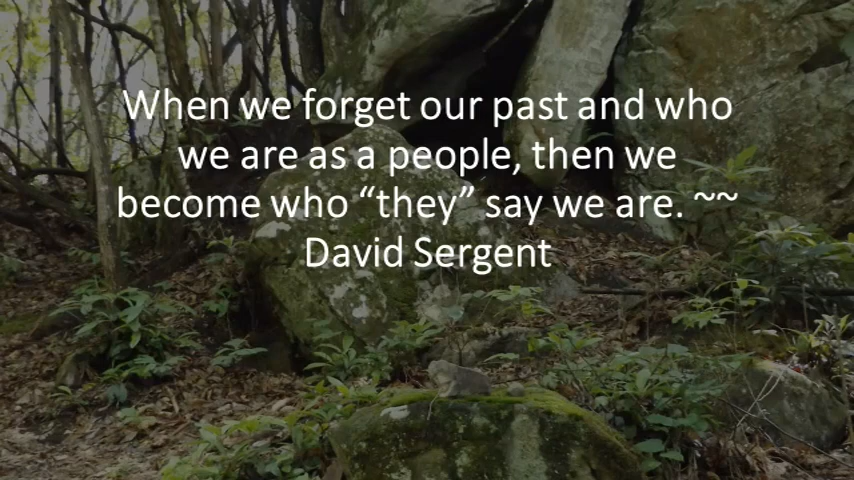 When we forget our past and who
we are as a people, then we
become who “they” say we are. ~~
David Sergent